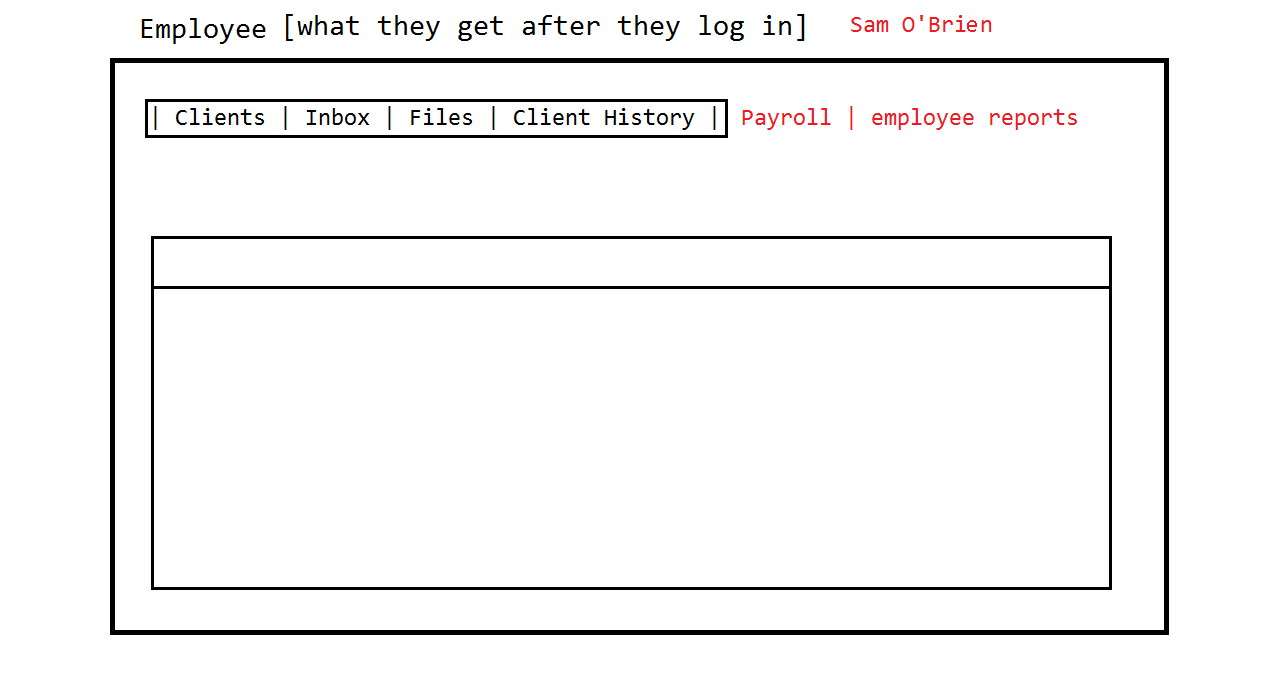 Employee [what they get after they log in] Sam O'Brien
| Clients | Inbox | Files | Client History | Payroll | employee reports